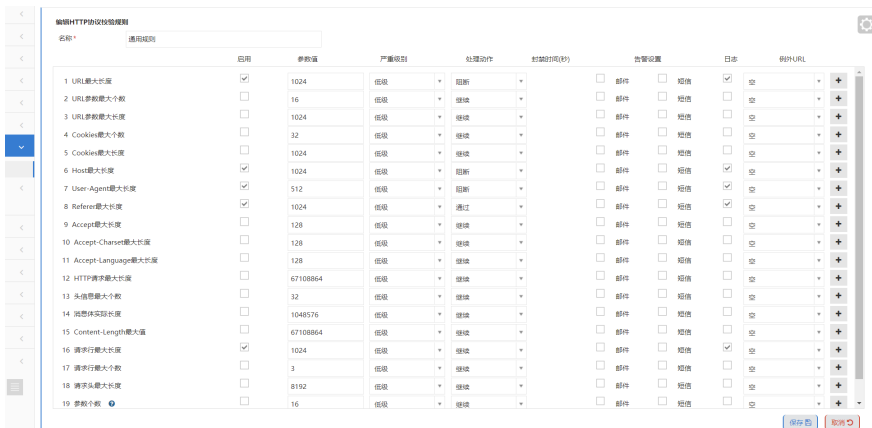 编辑HTTP协议校验规则
名称* 通用规则
启用 参数值 严重级别 处理动作 封禁时间(秒) 告警设置 日志 例外URL
1 URL最大长度 1024 低级 阻断 邮件 短信 空
2 URL参数最大个数 16 低级 继续 邮件 短信 空
3 URL参数最大长度 1024 低级 继续 邮件 短信 空
4 Cookies最大个数 32 低级 继续 邮件 短信 空
5 Cookies最大长度 1024 低级 继续 邮件 短信 空
6 Host最大长度 1024 低级 阻断 邮件 短信 空
7 User-Agent最大长度 512 低级 阻断 邮件 短信 空
8 Referer最大长度 1024 低级 通过 邮件 短信 空
9 Accept最大长度 128 低级 继续 邮件 短信 空
10 Accept-Charset最大长度 128 低级 继续 邮件 短信 空
11 Accept-Language最大长度 128 低级 继续 邮件 短信 空
12 HTTP请求最大长度 67108864 低级 继续 邮件 短信 空
13 头信息最大个数 32 低级 继续 邮件 短信 空
14 消息体实际长度 1048576 低级 继续 邮件 短信 空
15 Content-Length最大值 67108864 低级 继续 邮件 短信 空
16 请求行最大长度 1024 低级 继续 邮件 短信 空
17 请求行最大个数 3 低级 继续 邮件 短信 空
18 请求头最大长度 8192 低级 继续 邮件 短信 空
19 参数个数 16 低级 继续 邮件 短信 空
保存 取消